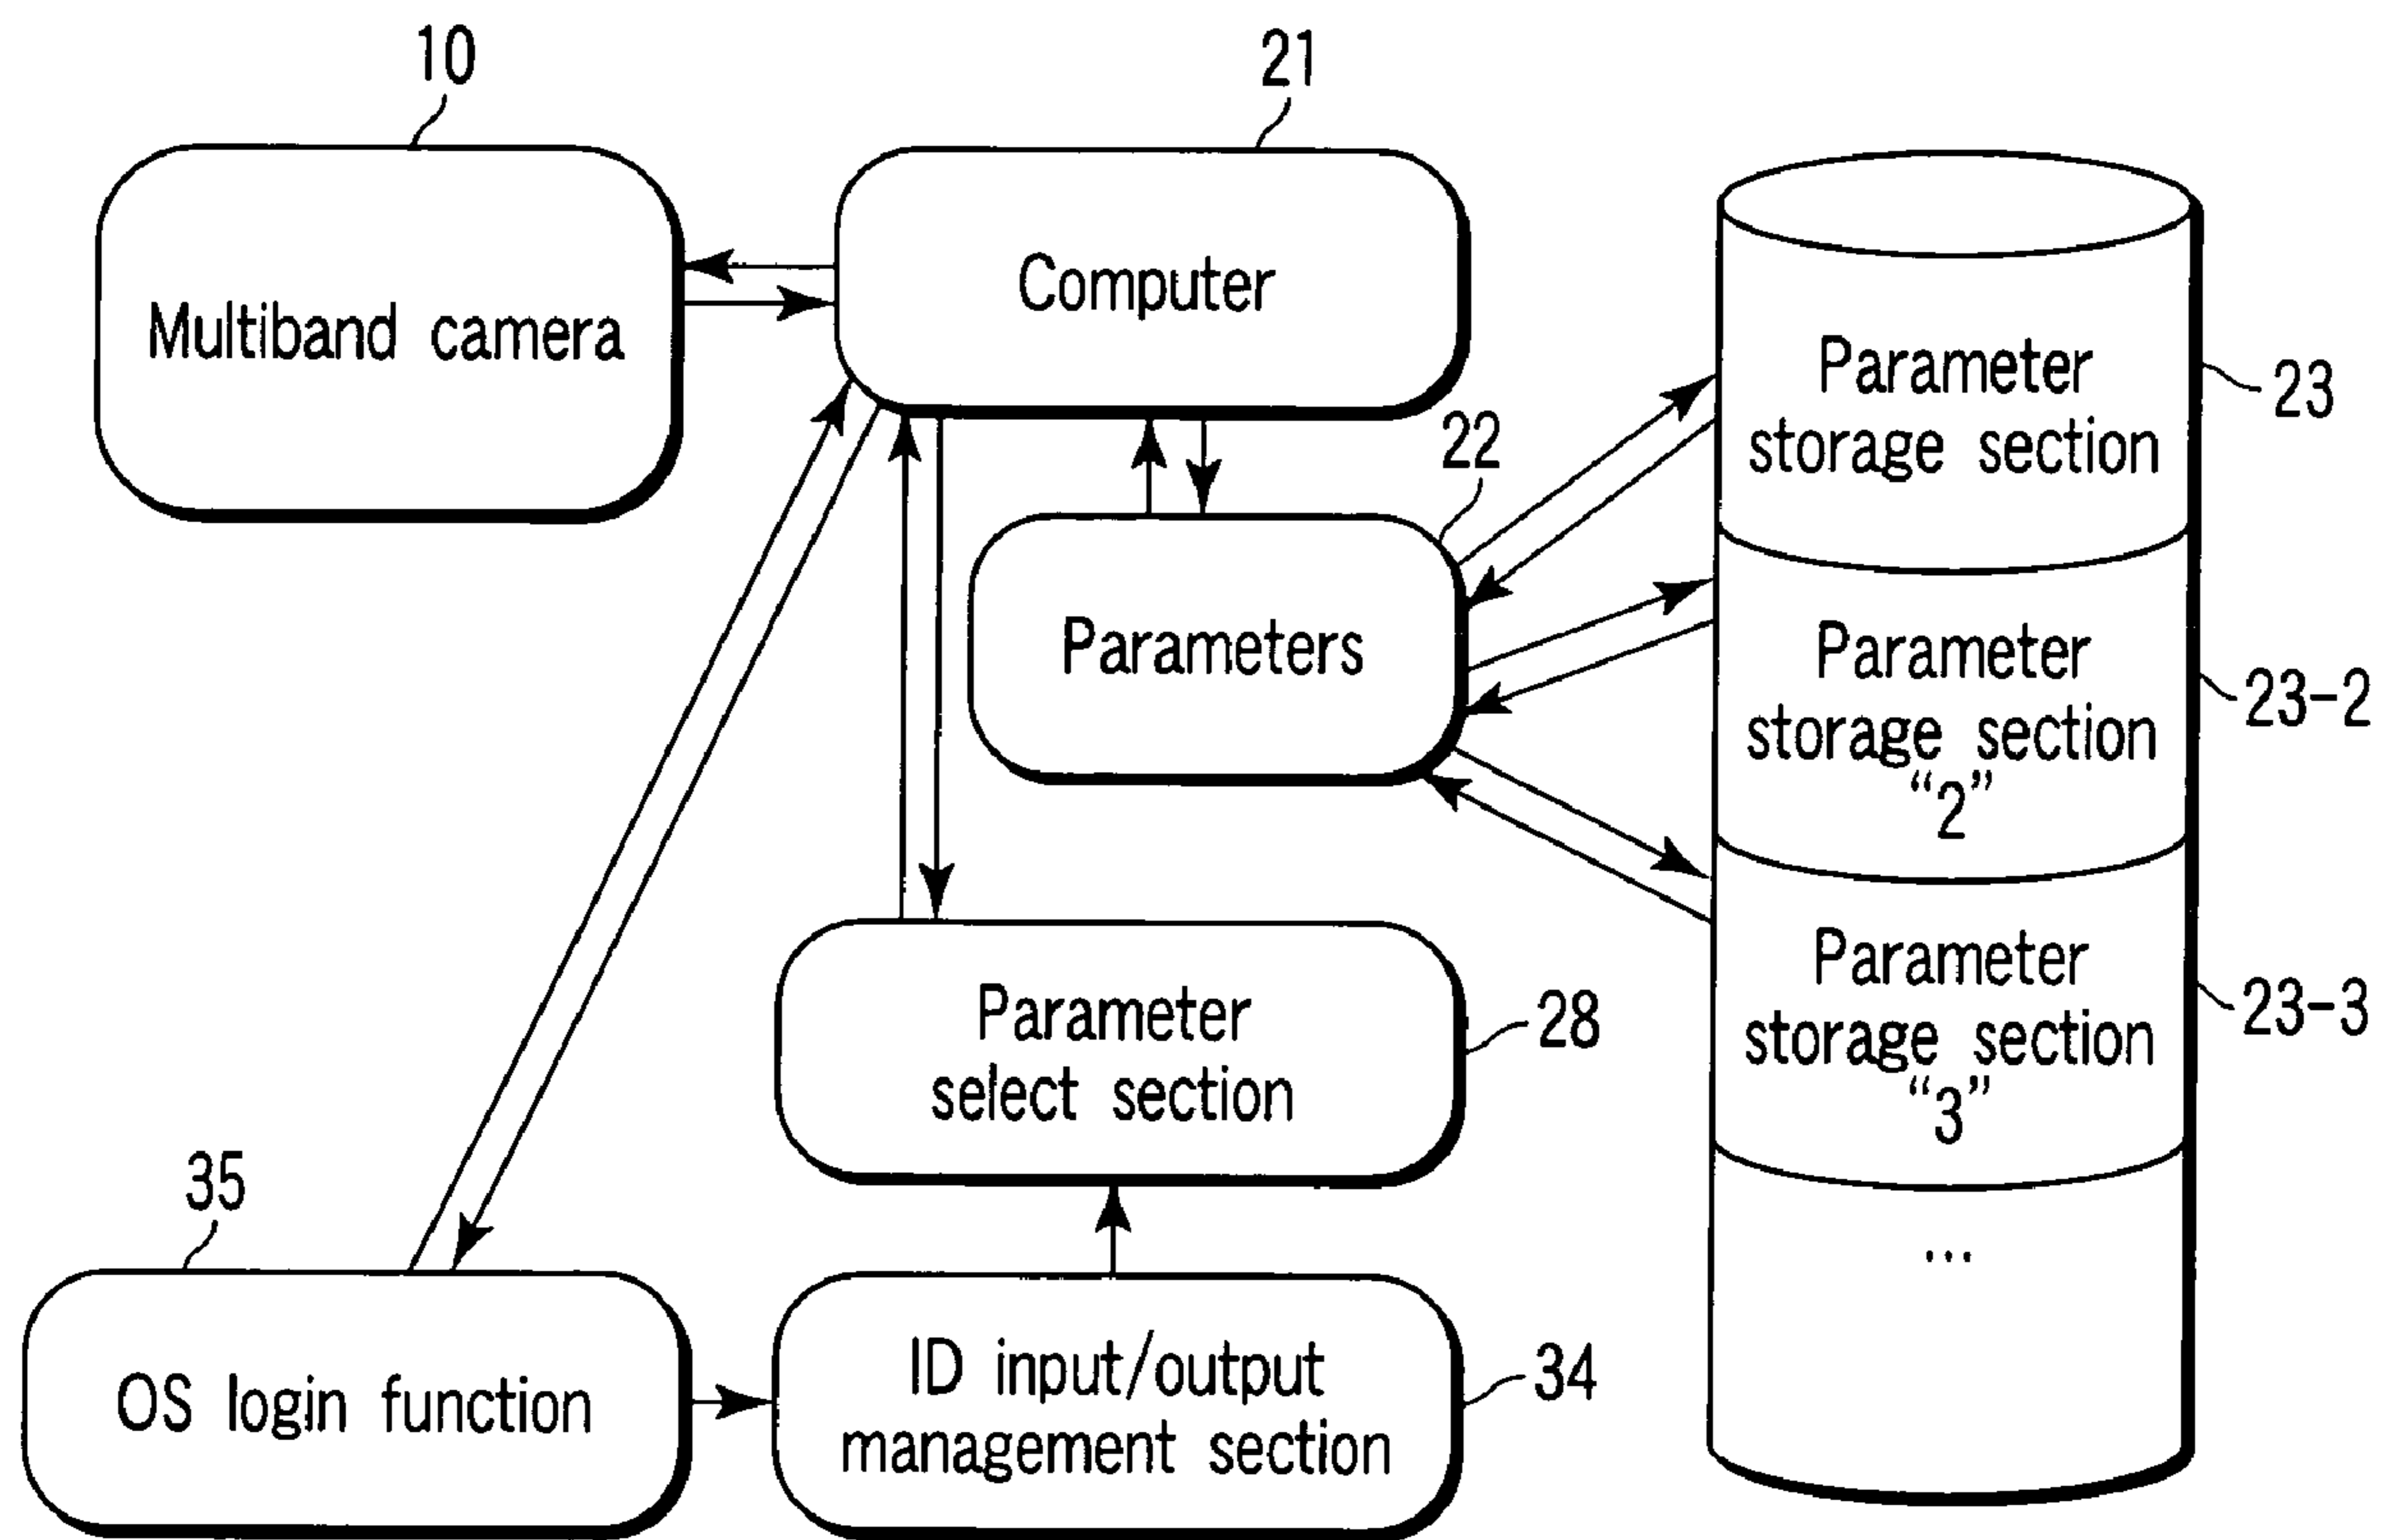 10
21
Multiband camera
Computer
Parameter
storage section
23
22
Parameters
Parameter
storage section
“2”
23-2
Parameter
storage section
“3”
23-3
Parameter
select section
28
...
35
OS login function
ID input/output
management section
34